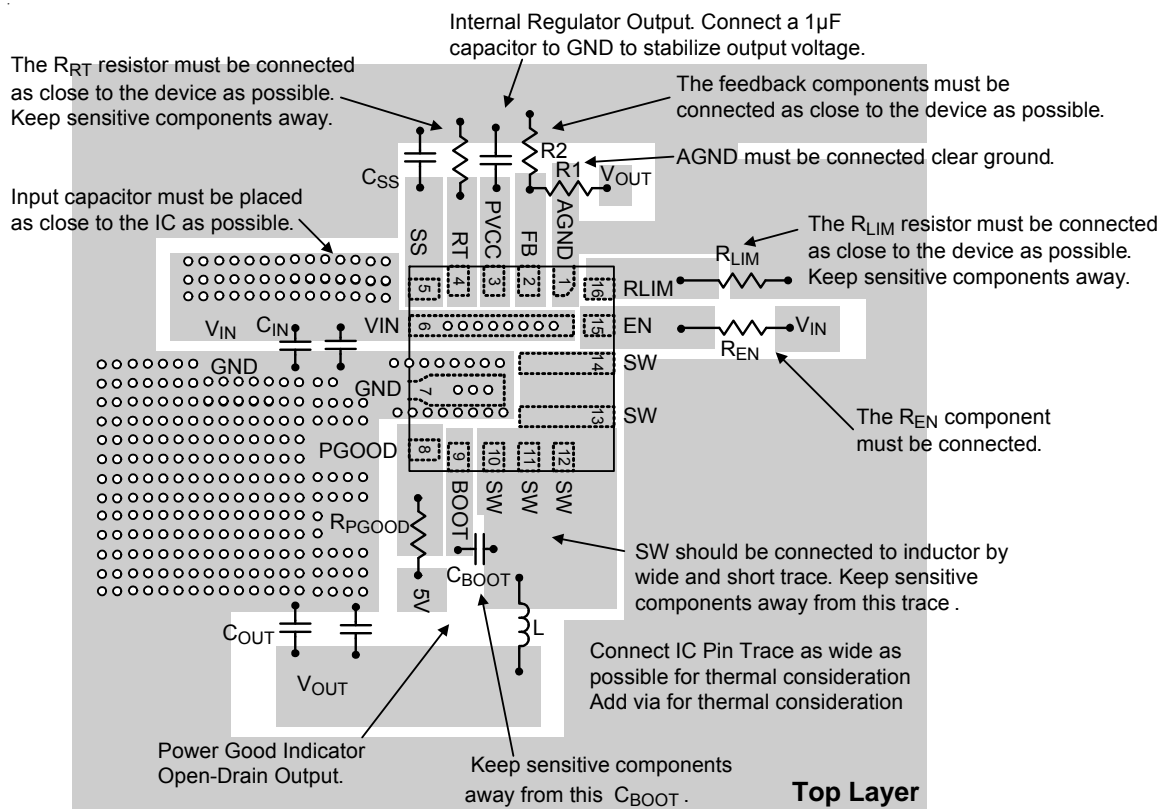 Internal Regulator Output. Connect a 1µF
capacitor to GND to stabilize output voltage.
The RRT resistor must be connected
as close to the device as possible.
Keep sensitive components away.
The feedback components must be
connected as close to the device as possible.
AGND must be connected clear ground.
Input capacitor must be placed
as close to the IC as possible.
The RLIM resistor must be connected
as close to the device as possible.
Keep sensitive components away.
CSS
R2
R1
VOUT
SS
RT
PVCC
FB
AGND
RLIM
5
4
3
2
1
16
RLIM
VIN
CIN
VIN
6
15
EN
VIN
REN
GND
14
SW
GND
7
13
SW
The REN component
must be connected.
PGOOD
8
9
10
11
12
BOOT
SW
SW
SW
RPGOOD
CBOOT
5V
L
SW should be connected to inductor by
wide and short trace. Keep sensitive
components away from this trace .
COUT
VOUT
Connect IC Pin Trace as wide as
possible for thermal consideration
Add via for thermal consideration
Power Good Indicator
Open-Drain Output.
Keep sensitive components
away from this CBOOT .
Top Layer